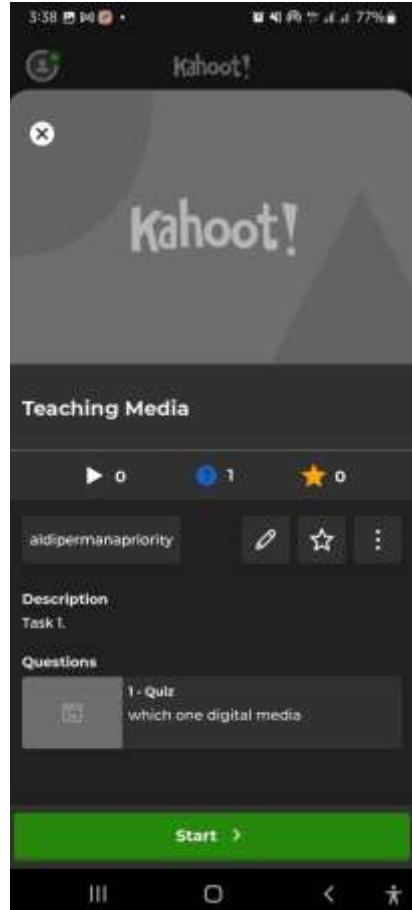 3:38 77%
Kahoot!
Kahoot!
Teaching Media
0 1 0
aidipermanapriority
Description
Task 1.
Questions
1 - Quiz
which one digital media
Start >